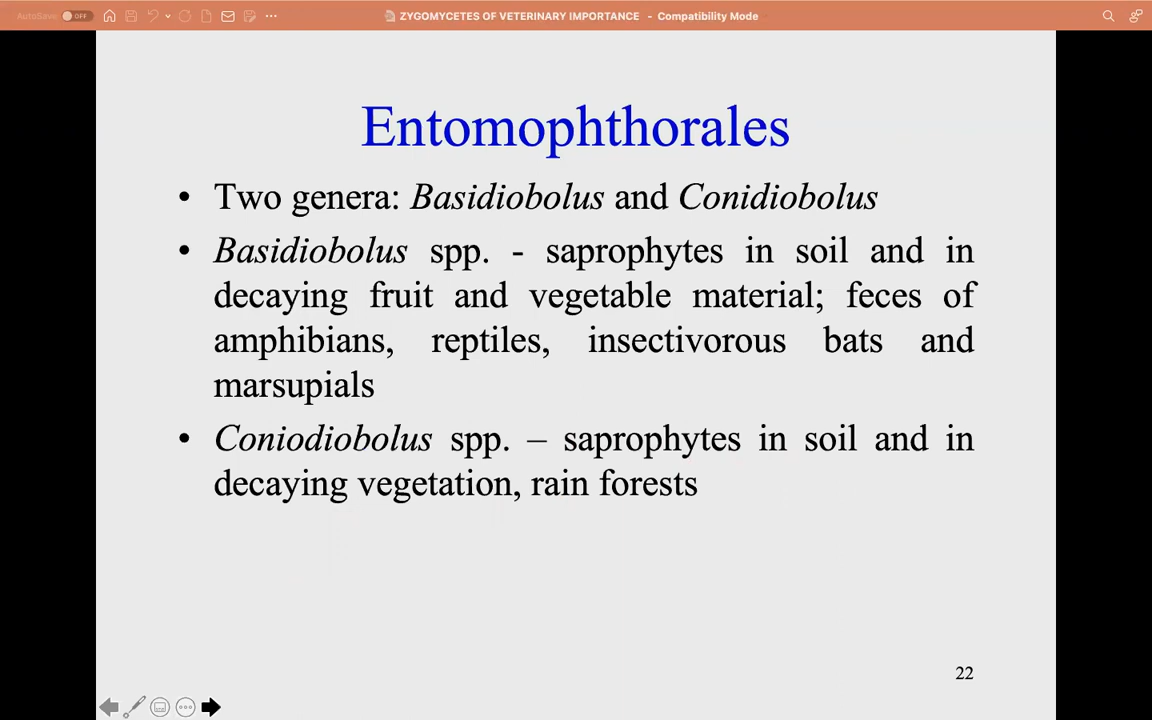 AutoSave OFF ZYGOMYCETES OF VETERINARY IMPORTANCE - Compatibility Mode
Entomophthorales
• Two genera: Basidiobolus and Conidiobolus
• Basidiobolus spp. - saprophytes in soil and in
decaying fruit and vegetable material; feces of
amphibians, reptiles, insectivorous bats and
marsupials
• Coniodiobolus spp. – saprophytes in soil and in
decaying vegetation, rain forests
22